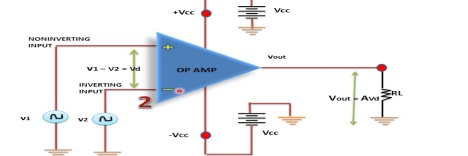 +Vcc
Vcc
NONINVERTING
INPUT
+
Vout
V1 - V2 = Vd
OP AMP
INVERTING
INPUT
-
2
Vout = AVd
RL
V1
V2
-Vcc
Vcc